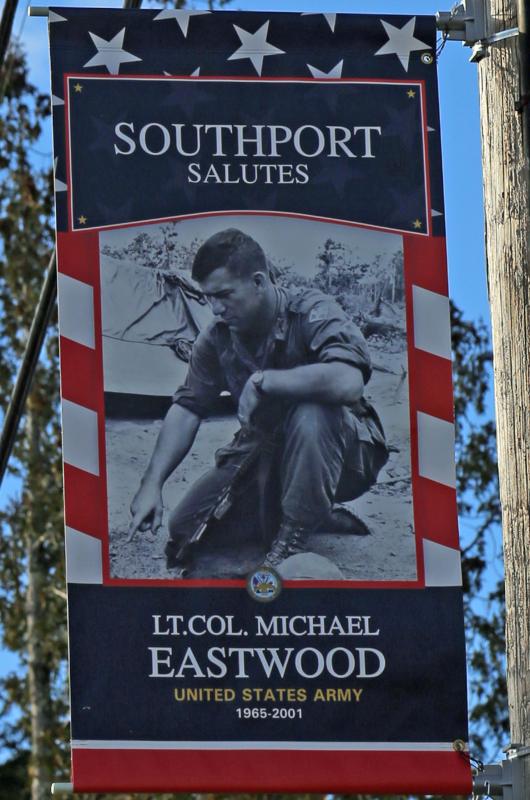 SOUTHPORT
SALUTES
LT.COL. MICHAEL
EASTWOOD
UNITED STATES ARMY
1965-2001